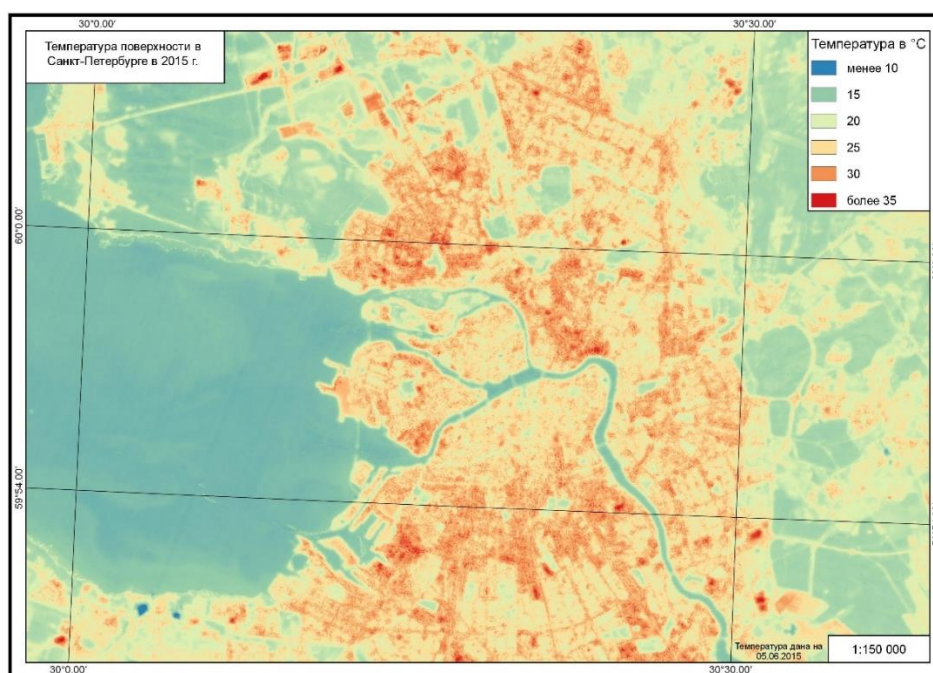 30°0.00'
30°30.00'
Температура поверхности в
Санкт-Петербурге в 2015 г.
Температура в °C
менее 10
15
20
25
30
более 35
60°0.00'
59°54.00'
Температура дана на
05.06.2015
1:150 000
30°0.00'
30°30.00'